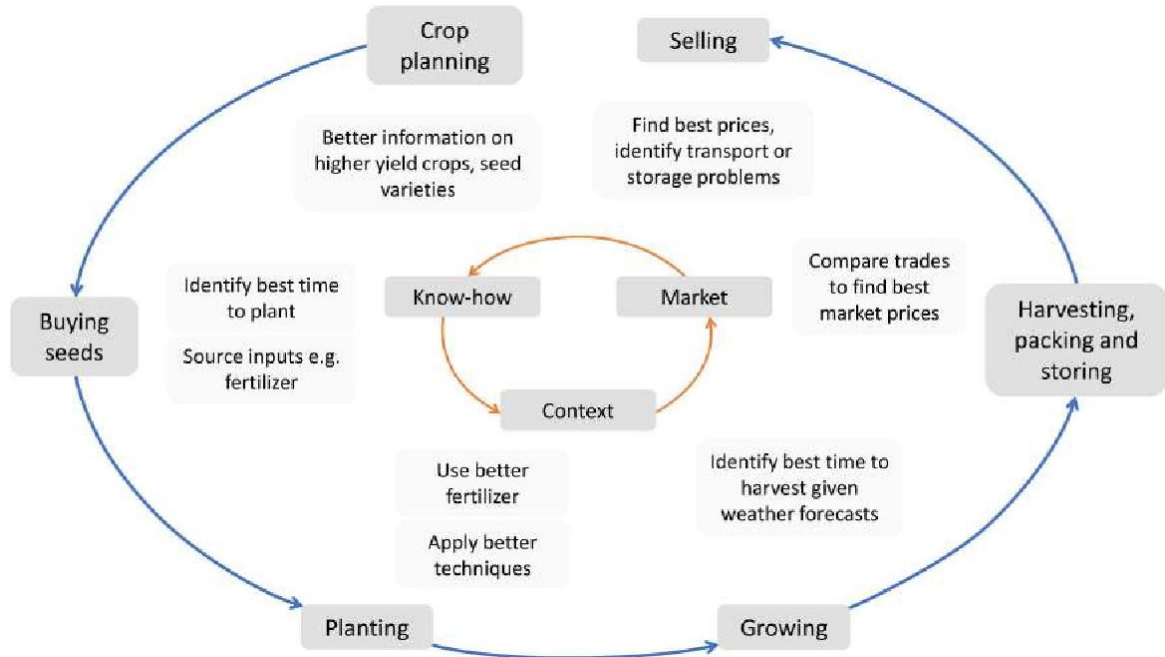 Crop
planning
Selling
Better information on
higher yield crops, seed
varieties
Find best prices,
identify transport or
storage problems
Identify best time
to plant
Know-how
Market
Compare trades
to find best
market prices
Buying
seeds
Source inputs e.g.
fertilizer
Harvesting,
packing and
storing
Context
Use better
fertilizer
Identify best time to
harvest given
weather forecasts
Apply better
techniques
Planting
Growing